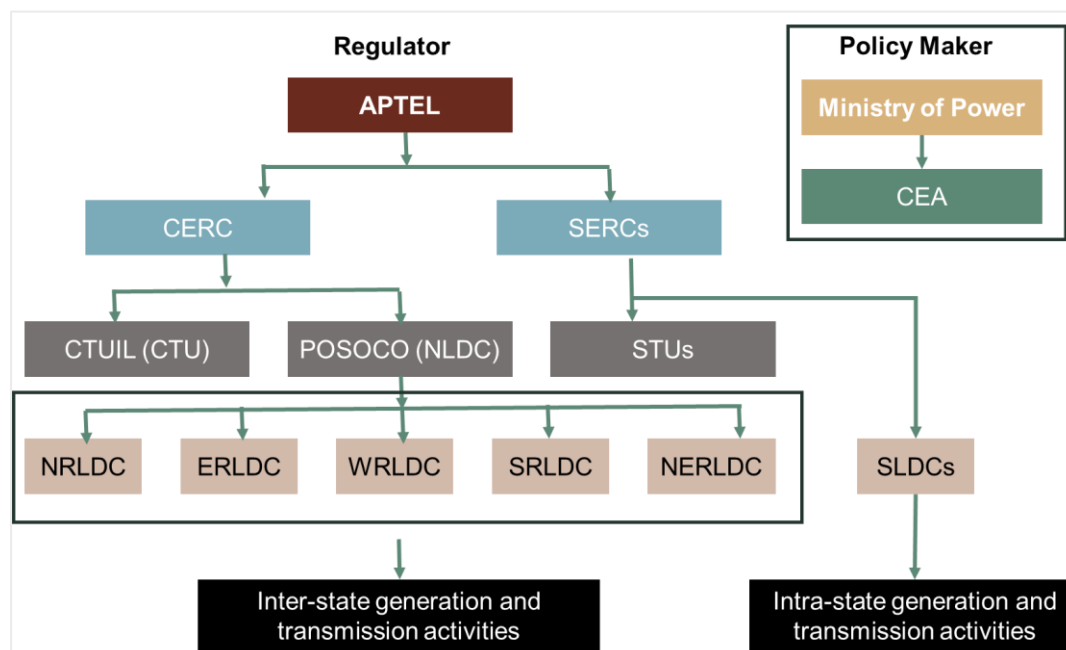 Regulator
Policy Maker
APTEL
Ministry of Power
CERC
SERCs
CEA
CTUIL (CTU)
POSOCO (NLDC)
STUs
NRLDC
ERLDC
WRLDC
SRLDC
NERLDC
SLDCs
Inter-state generation and
transmission activities
Intra-state generation and
transmission activities